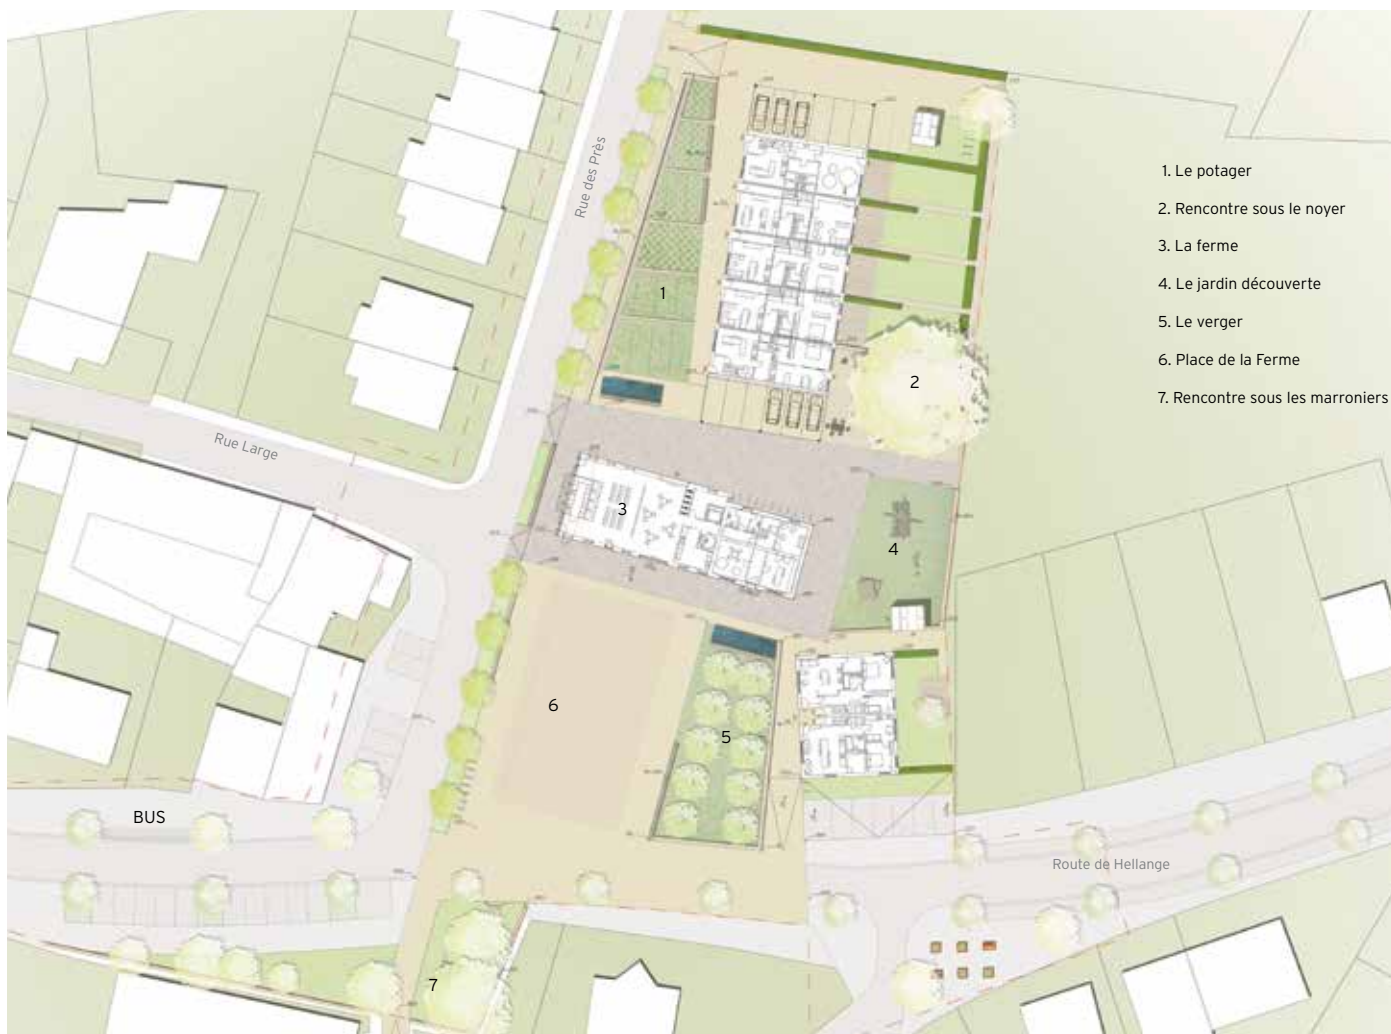 Rue des Près
1. Le potager
2. Rencontre sous le noyer
3. La ferme
4. Le jardin découverte
5. Le verger
6. Place de la Ferme
7. Rencontre sous les marroniers
1
2
Rue Large
3
4
6
5
BUS
Route de Hellange
7